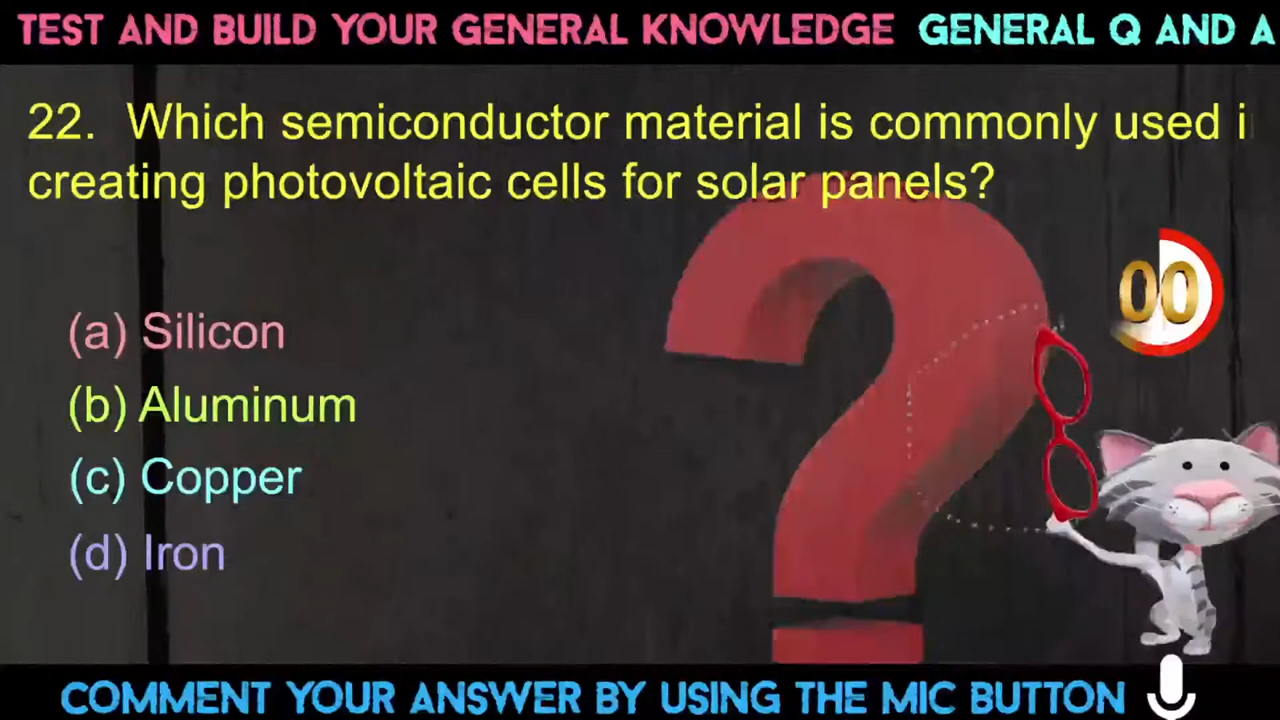 TEST AND BUILD YOUR GENERAL KNOWLEDGE GENERAL Q AND A
22. Which semiconductor material is commonly used i
creating photovoltaic cells for solar panels?
00
(a) Silicon
(b) Aluminum
(c) Copper
(d) Iron
COMMENT YOUR ANSWER BY USING THE MIC BUTTON